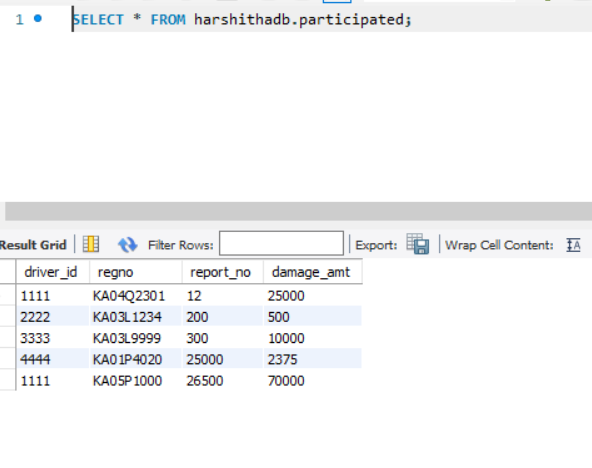 1 SELECT * FROM harshithadb.participated;
Result Grid Filter Rows: Export: Wrap Cell Content: IA
driver_id regno report_no damage_amt
1111 KA04Q2301 12 25000
2222 KA03L1234 200 500
3333 KA03L9999 300 10000
4444 KA01P4020 25000 2375
1111 KA05P1000 26500 70000